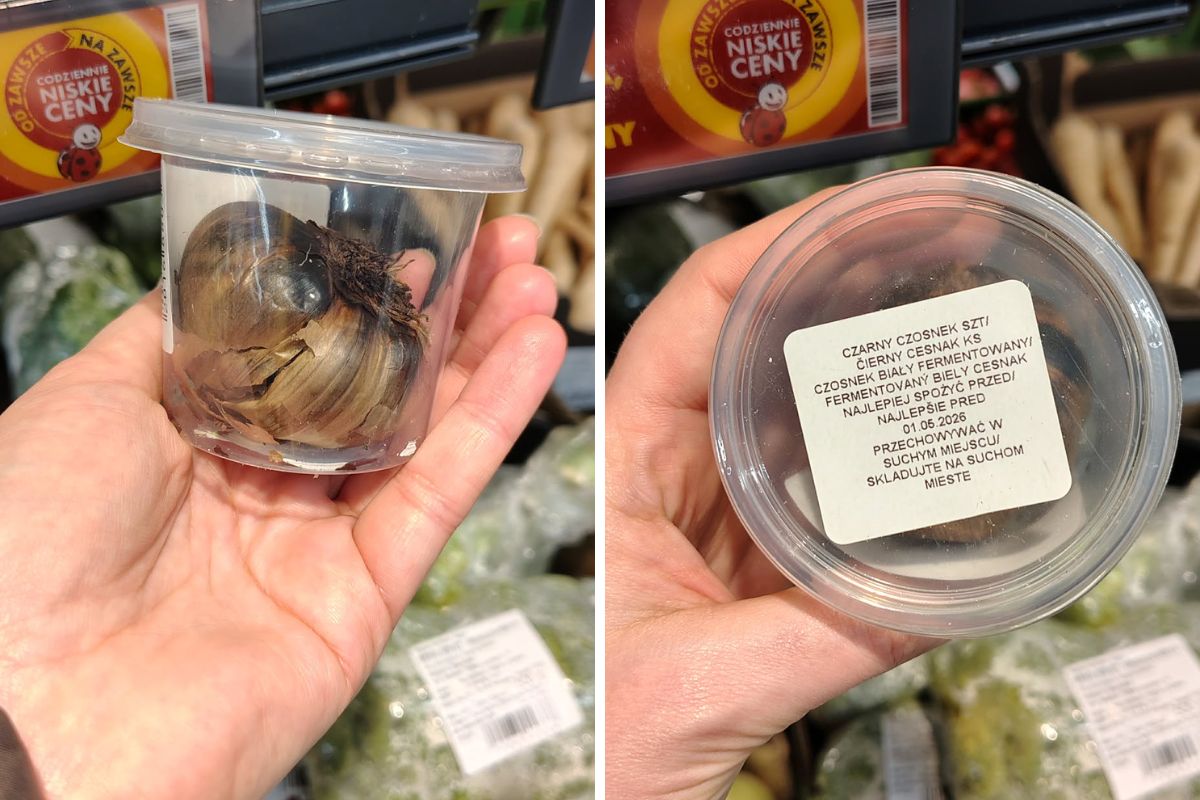 OD ZAWSZE NA ZAWSZE
CODZIENNIE
NISKIE
CENY
OD ZAWSZE NA ZAWSZE
CODZIENNIE
NISKIE
CENY
CZARNY CZOSNEK SZT/
ČIERNY CESNAK KS
CZOSNEK BIAŁY FERMENTOWANY/
FERMENTOVANÝ BIELY CESNAK
NAJLEPIEJ SPOŻYĆ PRZED/
NAJLEPŠIE PRED
01.05.2026
PRZECHOWYWAĆ W
SUCHYM MIEJSCU/
SKLADUJTE NA SUCHOM
MIESTE